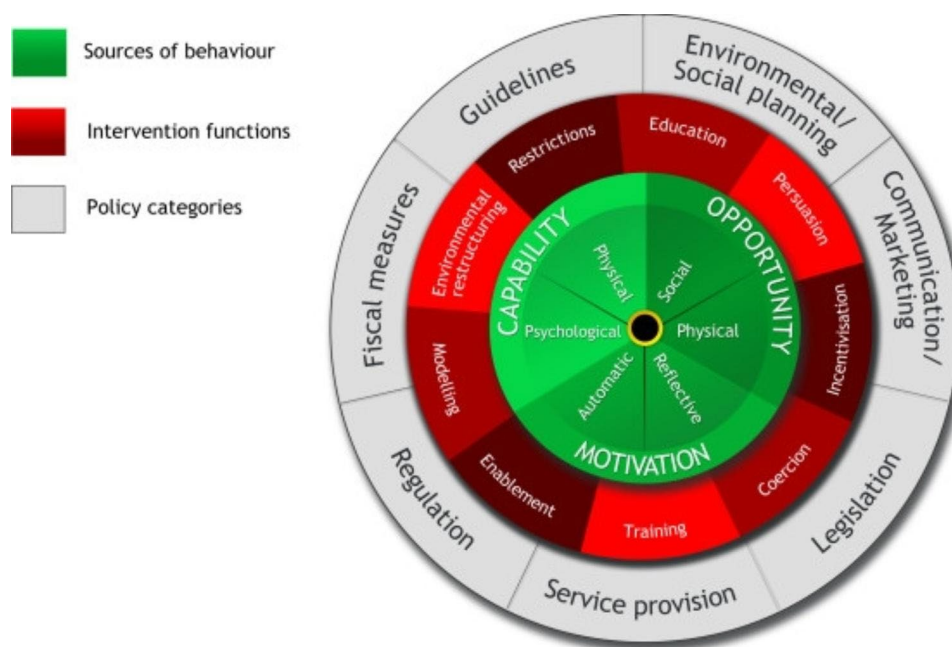 Sources of behaviour
Intervention functions
Policy categories
Guidelines
Environmental/
Social planning
Communication/
Marketing
Legislation
Service provision
Regulation
Fiscal measures
Restrictions
Education
Persuasion
Incentivisation
Coercion
Training
Enablement
Modelling
Environmental
restructuring
CAPABILITY
OPPORTUNITY
MOTIVATION
Physical
Social
Physical
Reflective
Automatic
Psychological